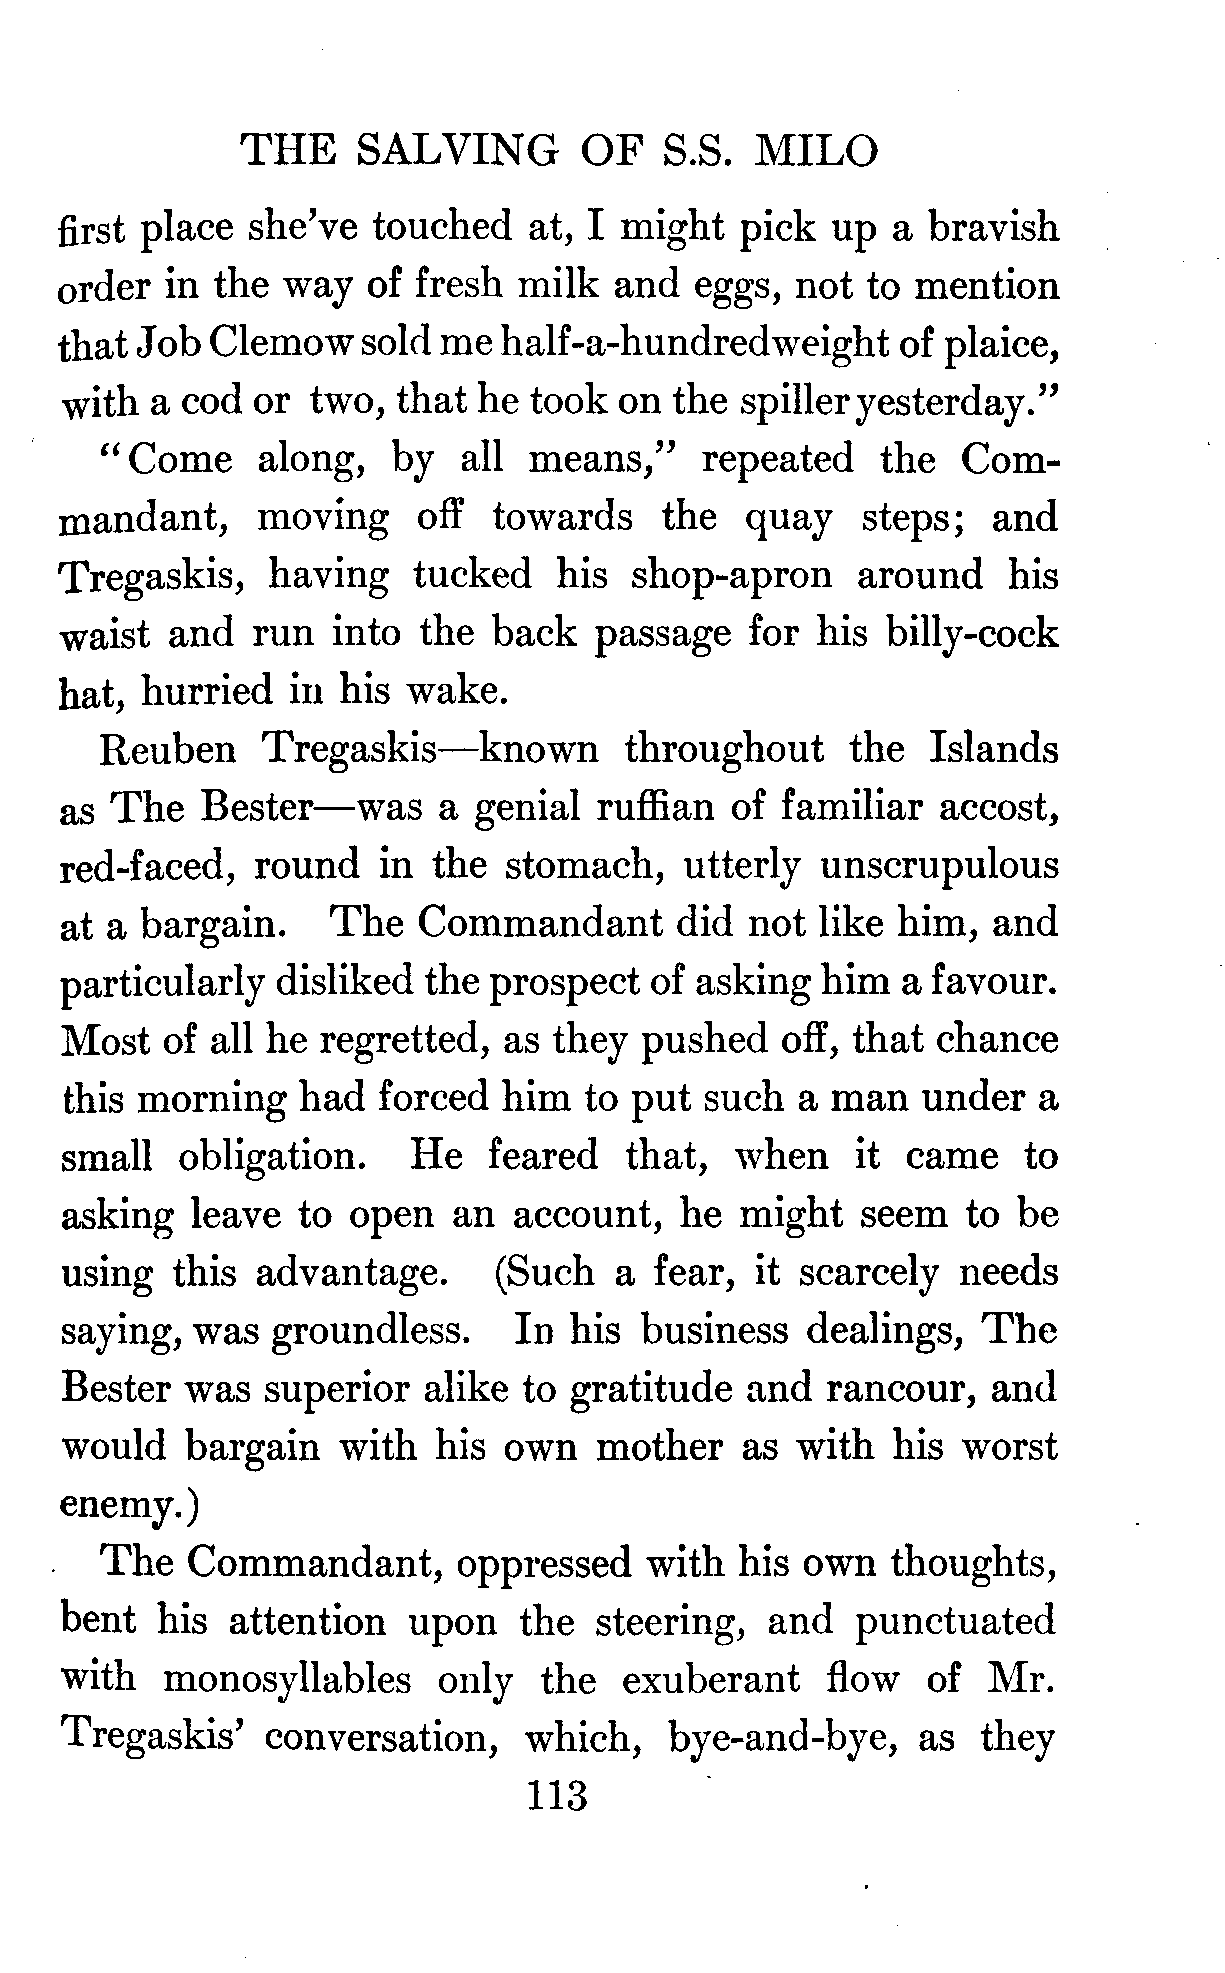 THE SALVING OF S.S. MILO
first place she've touched at, I might pick up a bravish
order in the way of fresh milk and eggs, not to mention
that Job Clemow sold me half-a-hundredweight of plaice,
with a cod or two, that he took on the spiller yesterday."
"Come along, by all means," repeated the Com-
mandant, moving off towards the quay steps; and
Tregaskis, having tucked his shop-apron around his
waist and run into the back passage for his billy-cock
hat, hurried in his wake.
Reuben Tregaskis—known throughout the Islands
as The Bester—was a genial ruffian of familiar accost,
red-faced, round in the stomach, utterly unscrupulous
at a bargain. The Commandant did not like him, and
particularly disliked the prospect of asking him a favour.
Most of all he regretted, as they pushed off, that chance
this morning had forced him to put such a man under a
small obligation. He feared that, when it came to
asking leave to open an account, he might seem to be
using this advantage. (Such a fear, it scarcely needs
saying, was groundless. In his business dealings, The
Bester was superior alike to gratitude and rancour, and
would bargain with his own mother as with his worst
enemy.)
The Commandant, oppressed with his own thoughts,
bent his attention upon the steering, and punctuated
with monosyllables only the exuberant flow of Mr.
Tregaskis' conversation, which, bye-and-bye, as they
113